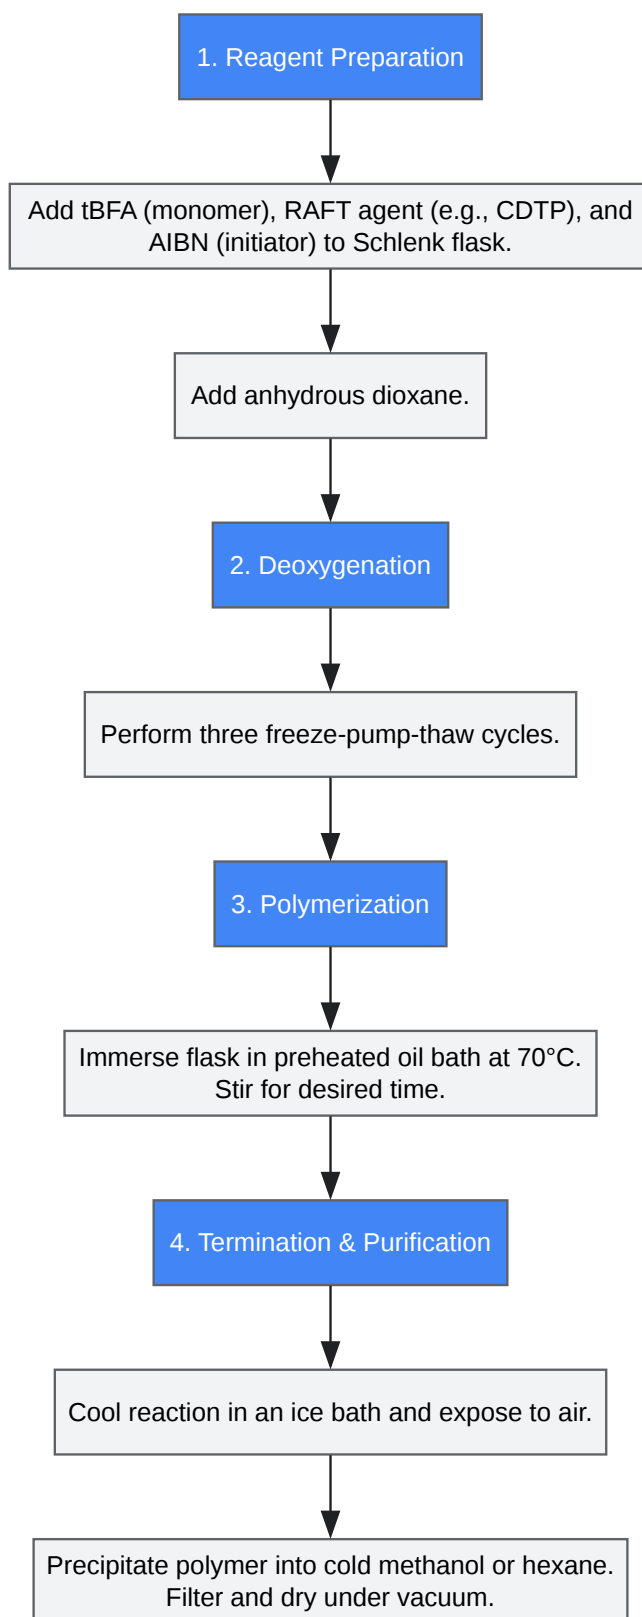 1. Reagent Preparation
Add tBFA (monomer), RAFT agent (e.g., CDTP), and
AIBN (initiator) to Schlenk flask.
Add anhydrous dioxane.
2. Deoxygenation
Perform three freeze-pump-thaw cycles.
3. Polymerization
Immerse flask in preheated oil bath at 70°C.
Stir for desired time.
4. Termination & Purification
Cool reaction in an ice bath and expose to air.
Precipitate polymer into cold methanol or hexane.
Filter and dry under vacuum.